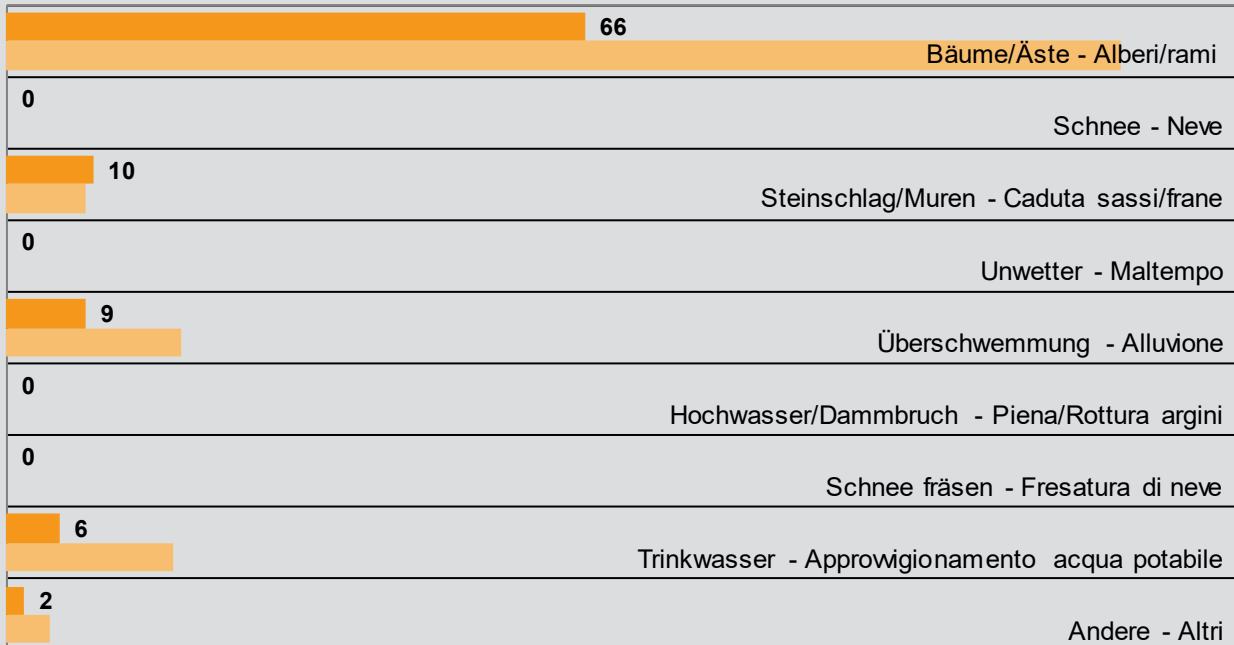 66
Bäume/Äste - Alberi/rami
0
Schnee - Neve
10
Steinschlag/Muren - Caduta sassi/frane
0
Unwetter - Maltempo
9
Überschwemmung - Alluvione
0
Hochwasser/Dammbruch - Piena/Rottura argini
0
Schnee fräsen - Fresatura di neve
6
Trinkwasser - Approvvigionamento acqua potabile
2
Andere - Altri